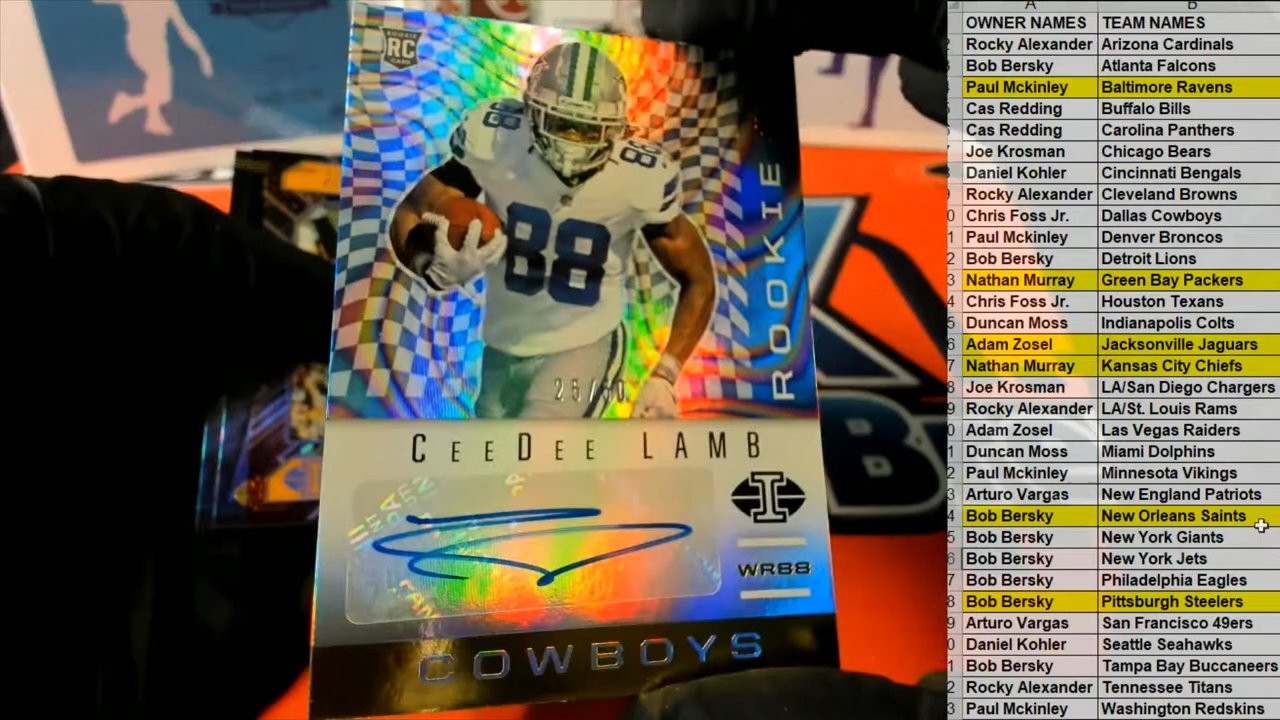 ROOKIE
RC
CARD
88
88
88
ROOKIE
25/50
CEEDEE LAMB
I
WR88
COWBOYS
A B
OWNER NAMES TEAM NAMES
Rocky Alexander Arizona Cardinals
Bob Bersky Atlanta Falcons
Paul Mckinley Baltimore Ravens
Cas Redding Buffalo Bills
Cas Redding Carolina Panthers
Joe Krosman Chicago Bears
Daniel Kohler Cincinnati Bengals
Rocky Alexander Cleveland Browns
Chris Foss Jr. Dallas Cowboys
Paul Mckinley Denver Broncos
Bob Bersky Detroit Lions
Nathan Murray Green Bay Packers
Chris Foss Jr. Houston Texans
Duncan Moss Indianapolis Colts
Adam Zosel Jacksonville Jaguars
Nathan Murray Kansas City Chiefs
Joe Krosman LA/San Diego Chargers
Rocky Alexander LA/St. Louis Rams
Adam Zosel Las Vegas Raiders
Duncan Moss Miami Dolphins
Paul Mckinley Minnesota Vikings
Arturo Vargas New England Patriots
Bob Bersky New Orleans Saints
Bob Bersky New York Giants
Bob Bersky New York Jets
Bob Bersky Philadelphia Eagles
Bob Bersky Pittsburgh Steelers
Arturo Vargas San Francisco 49ers
Daniel Kohler Seattle Seahawks
Bob Bersky Tampa Bay Buccaneers
Rocky Alexander Tennessee Titans
Paul Mckinley Washington Redskins